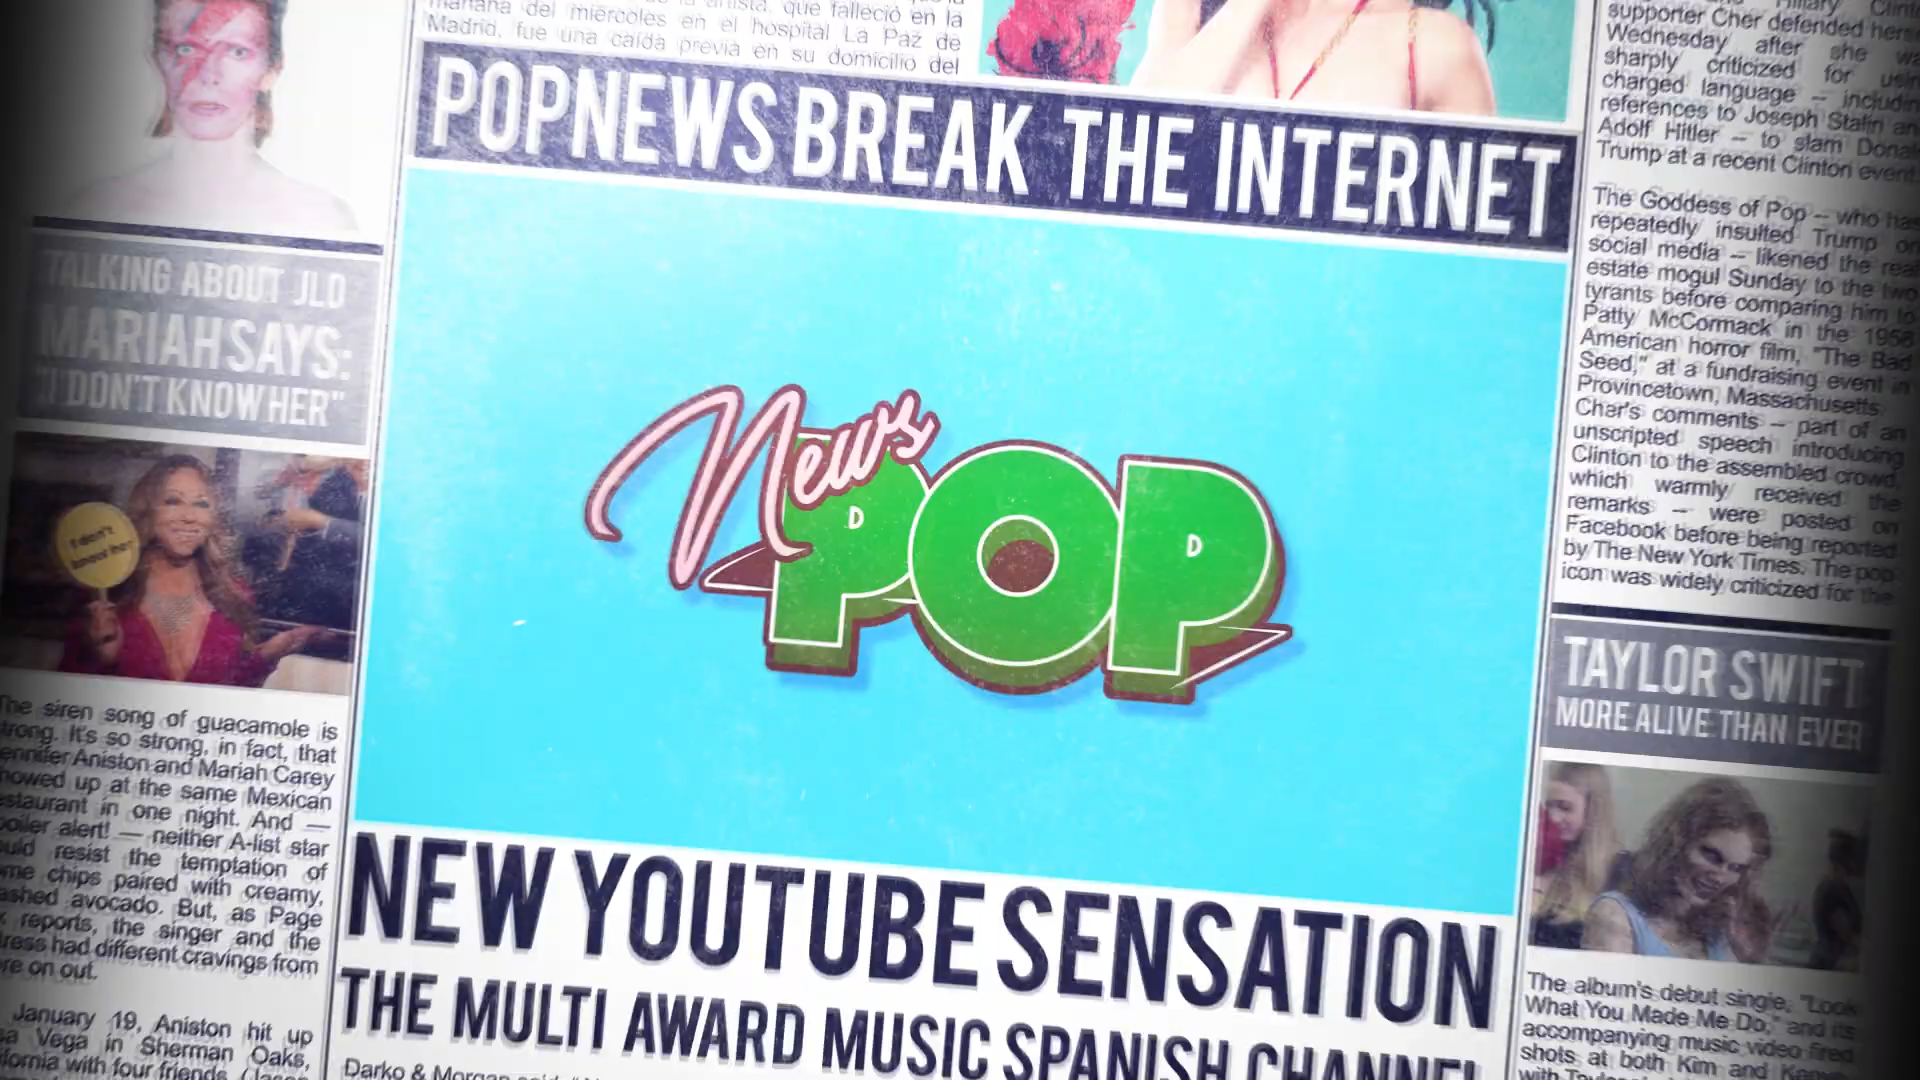 mañana del miércoles en el hospital La Paz de
Madrid, fue una caída previa en su domicilio del
POPNEWS BREAK THE INTERNET
News
POP
NEW YOUTUBE SENSATION
THE MULTI AWARD MUSIC SPANISH CHANNEL
Darko & Morgan said
TALKING ABOUT JLO
MARIAH SAYS:
"I DON'T KNOW HER"
I don't
know her
The siren song of guacamole is
strong. It's so strong, in fact, that
Jennifer Aniston and Mariah Carey
showed up at the same Mexican
restaurant in one night. And —
spoiler alert! — neither A-list star
could resist the temptation of
some chips paired with creamy,
mashed avocado. But, as Page
reports, the singer and the
actress had different cravings from
there on out.
January 19, Aniston hit up
Vega in Sherman Oaks,
California with four friends
supporter Cher defended herself
Wednesday after she was
sharply criticized for using
charged language – including
references to Joseph Stalin and
Adolf Hitler – to slam Donald
Trump at a recent Clinton event.
The Goddess of Pop – who has
repeatedly insulted Trump on
social media – likened the real
estate mogul Sunday to the two
tyrants before comparing him to
Patty McCormack in the 1956
American horror film, "The Bad
Seed," at a fundraising event in
Provincetown, Massachusetts.
Cher's comments – part of an
unscripted speech introducing
Clinton to the assembled crowd,
which warmly received the
remarks – were posted on
Facebook before being reported
by The New York Times. The pop
icon was widely criticized for the
TAYLOR SWIFT
MORE ALIVE THAN EVER
The album's debut single, "Look
What You Made Me Do," and its
accompanying music video fired
shots at both Kim and Kanye